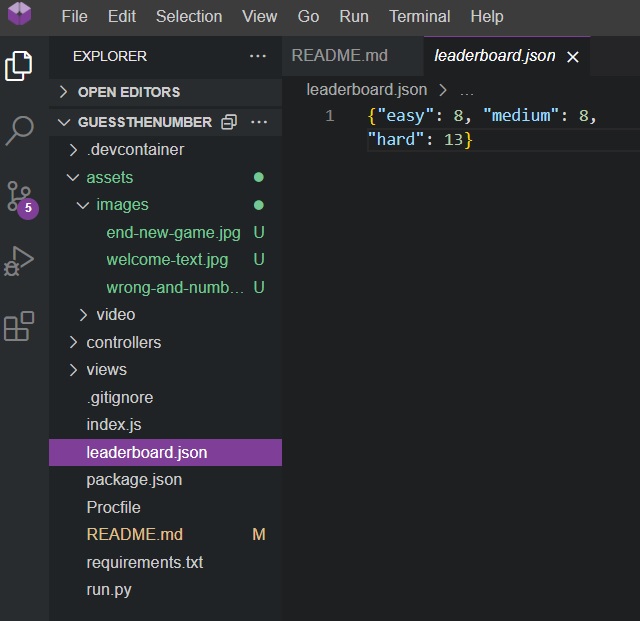 File Edit Selection View Go Run Terminal Help
EXPLORER
README.md leaderboard.json
OPEN EDITORS
leaderboard.json
GUESSTHENUMBER
1 {"easy": 8, "medium": 8,
"hard": 13}
.devcontainer
assets
images
5
end-new-game.jpg U
welcome-text.jpg U
wrong-and-numb... U
video
controllers
views
.gitignore
index.js
leaderboard.json
package.json
Procfile
README.md M
requirements.txt
run.py